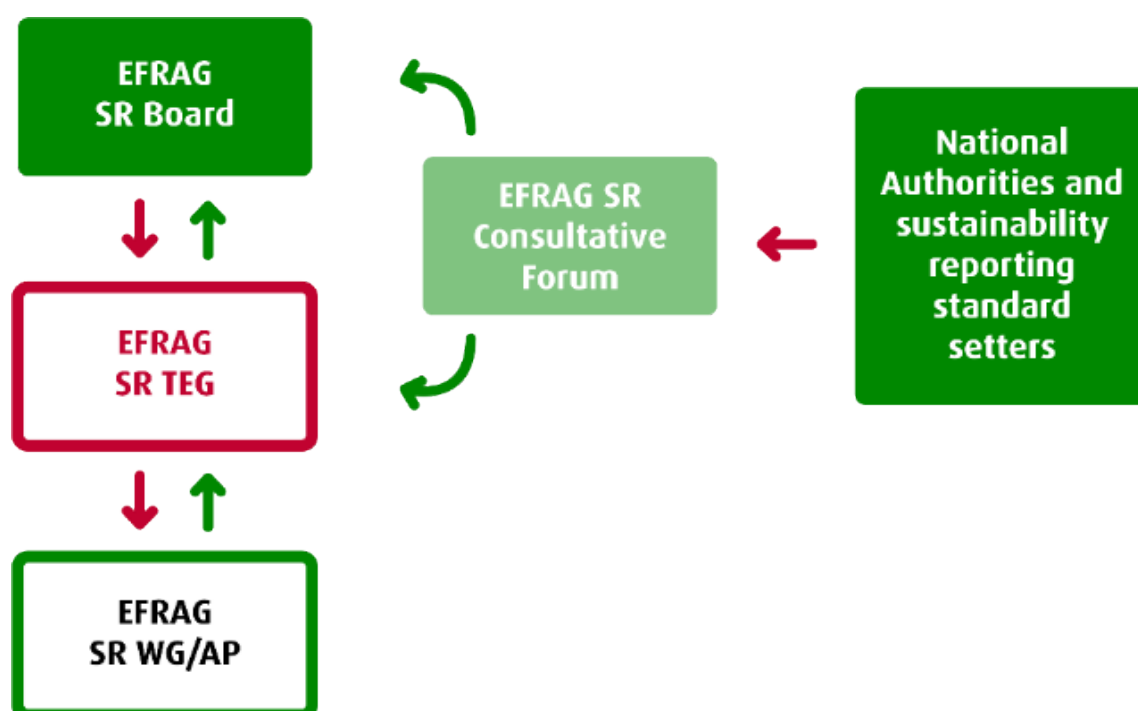 EFRAG
SR Board
EFRAG
SR TEG
EFRAG
SR WG/AP
EFRAG SR
Consultative
Forum
National
Authorities and
sustainability
reporting
standard
setters